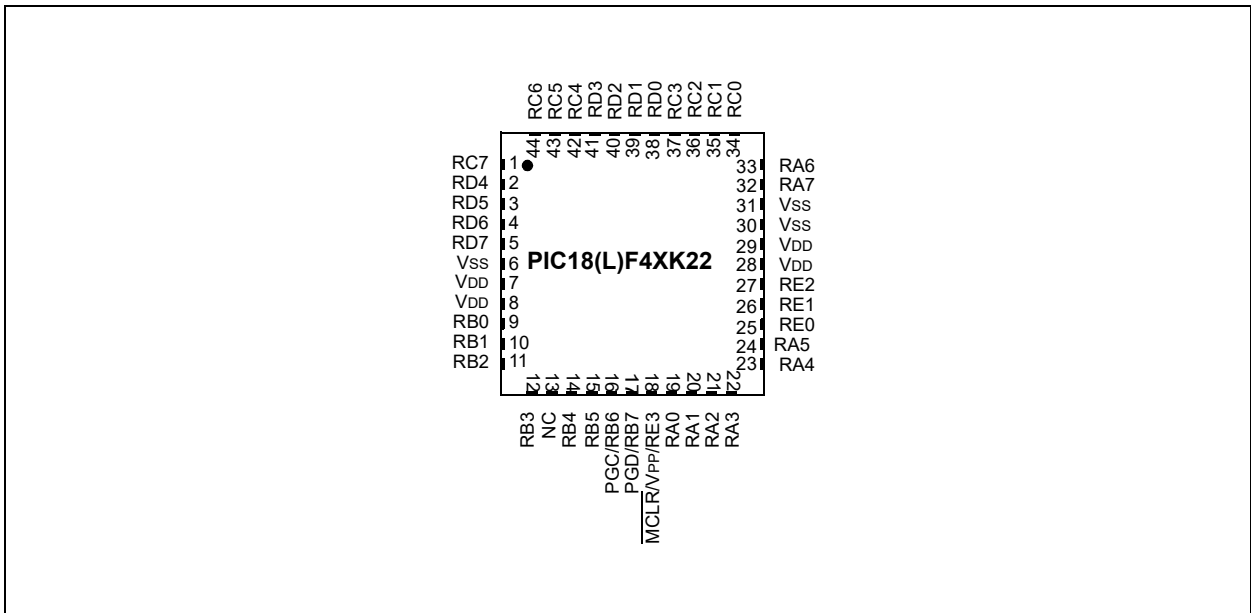 RC6
RC5
RC4
RD3
RD2
RD1
RD0
RC3
RC2
RC1
RC0
44
43
42
41
40
39
38
37
36
35
34
RC7 1
RD4 2
RD5 3
RD6 4
RD7 5
VSS 6
VDD 7
VDD 8
RB0 9
RB1 10
RB2 11
PIC18(L)F4XK22
33 RA6
32 RA7
31 VSS
30 VSS
29 VDD
28 VDD
27 RE2
26 RE1
25 RE0
24 RA5
23 RA4
12
13
14
15
16
17
18
19
20
21
22
RB3
NC
RB4
RB5
PGC/RB6
PGD/RB7
MCLR/VPP/RE3
RA0
RA1
RA2
RA3